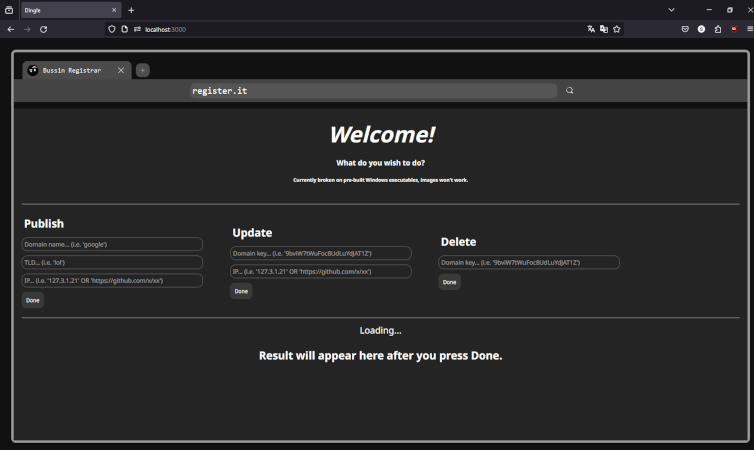 Dingle
localhost:3000
Bussin Registrar
register.it
Welcome!
What do you wish to do?
Currently broken on pre-built Windows executables, images won't work.
Publish
Domain name... (i.e. 'google')
TLD... (i.e. 'lol')
IP... (i.e. '127.3.1.21' OR 'https://github.com/x/xx')
Done
Update
Domain key... (i.e. '9bviW7tWuFoc8UdLuYdJAT1Z')
IP... (i.e. '127.3.1.21' OR 'https://github.com/x/xx')
Done
Delete
Domain key... (i.e. '9bviW7tWuFoc8UdLuYdJAT1Z')
Done
Loading...
Result will appear here after you press Done.